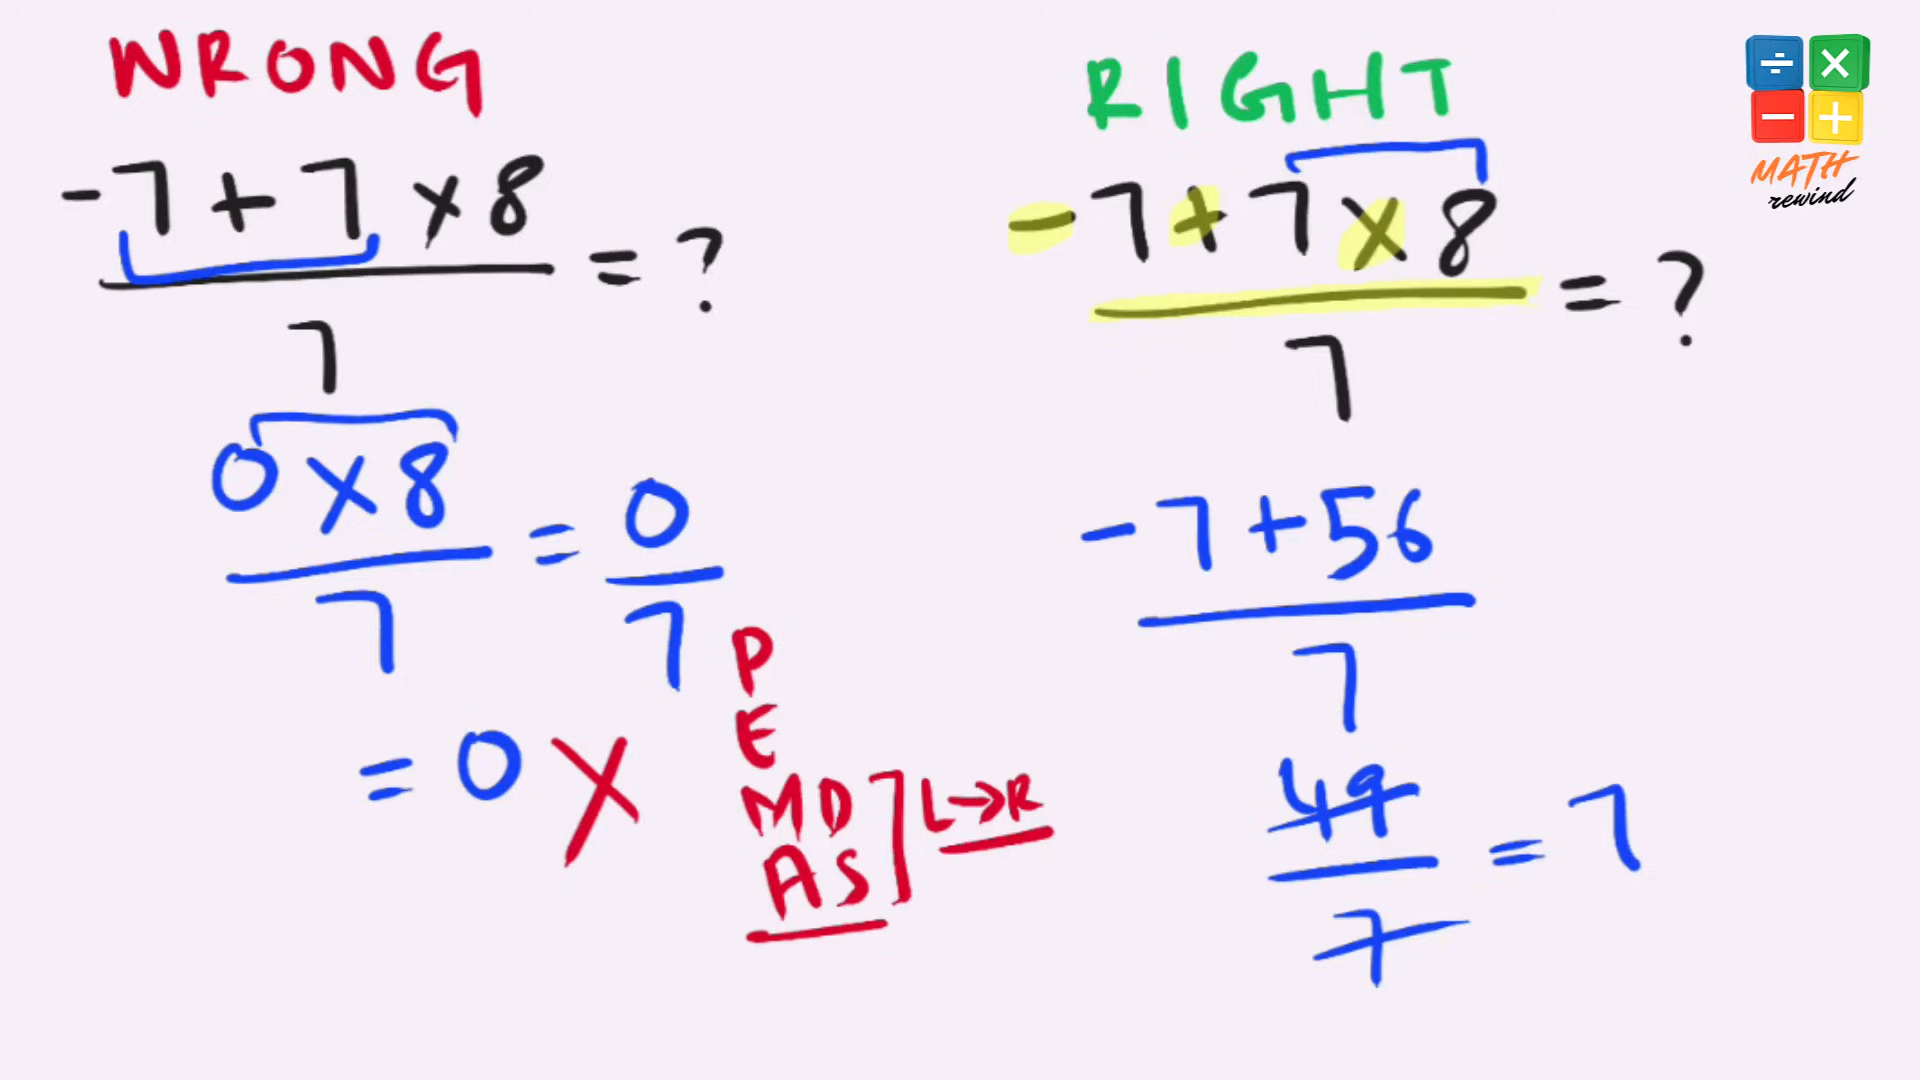 WRONG
-7 + 7 × 8
7
= ?
0 × 8
7
= 0
7
= 0 X
P
E
MD
AS
L→R
RIGHT
-7 + 7 × 8
7
= ?
-7 + 56
7
49
7
= 7
÷ ×
− +
MATH
rewind